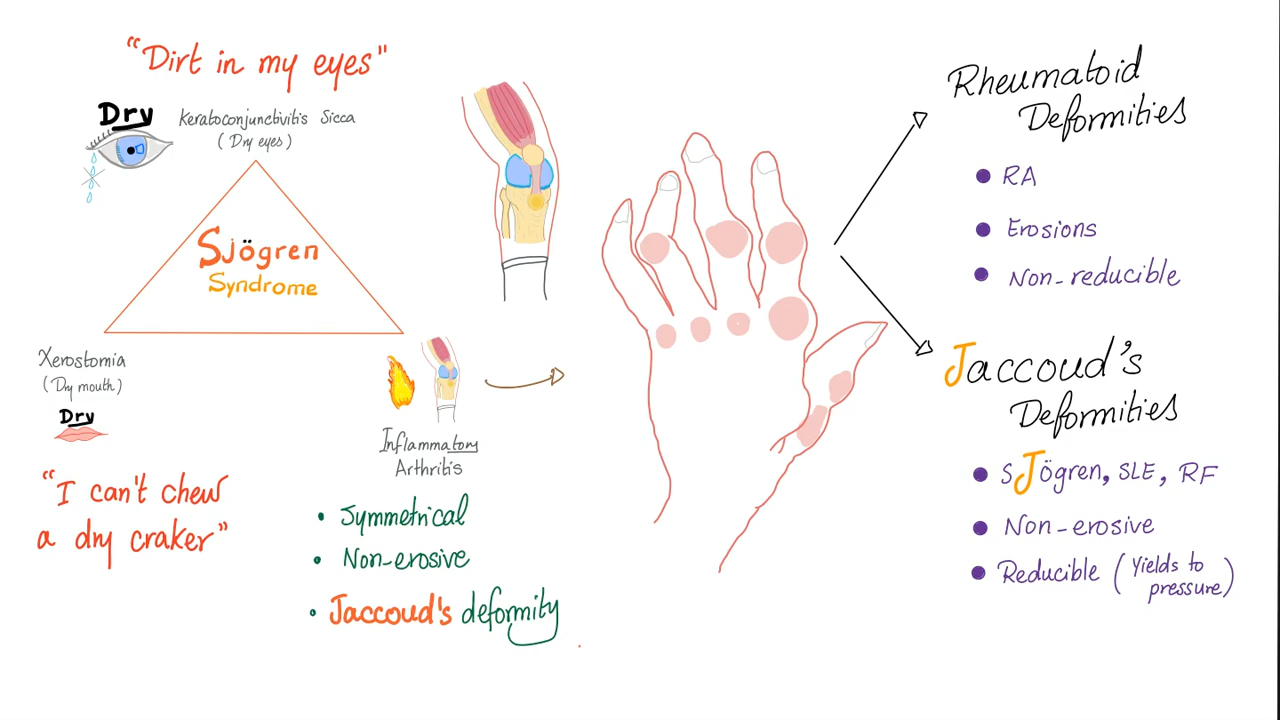 "Dirt in my eyes"
Dry
Keratoconjunctivitis Sicca
(Dry eyes)
Sjögren
Syndrome
Xerostomia
(Dry mouth)
Dry
"I can't chew
a dry craker"
Inflammatory
Arthritis
• Symmetrical
• Non-erosive
• Jaccoud's deformity
Rheumatoid
Deformities
• RA
• Erosions
• Non-reducible
Jaccoud's
Deformities
• SJögren, SLE, RF
• Non-erosive
• Reducible (Yields to
pressure)